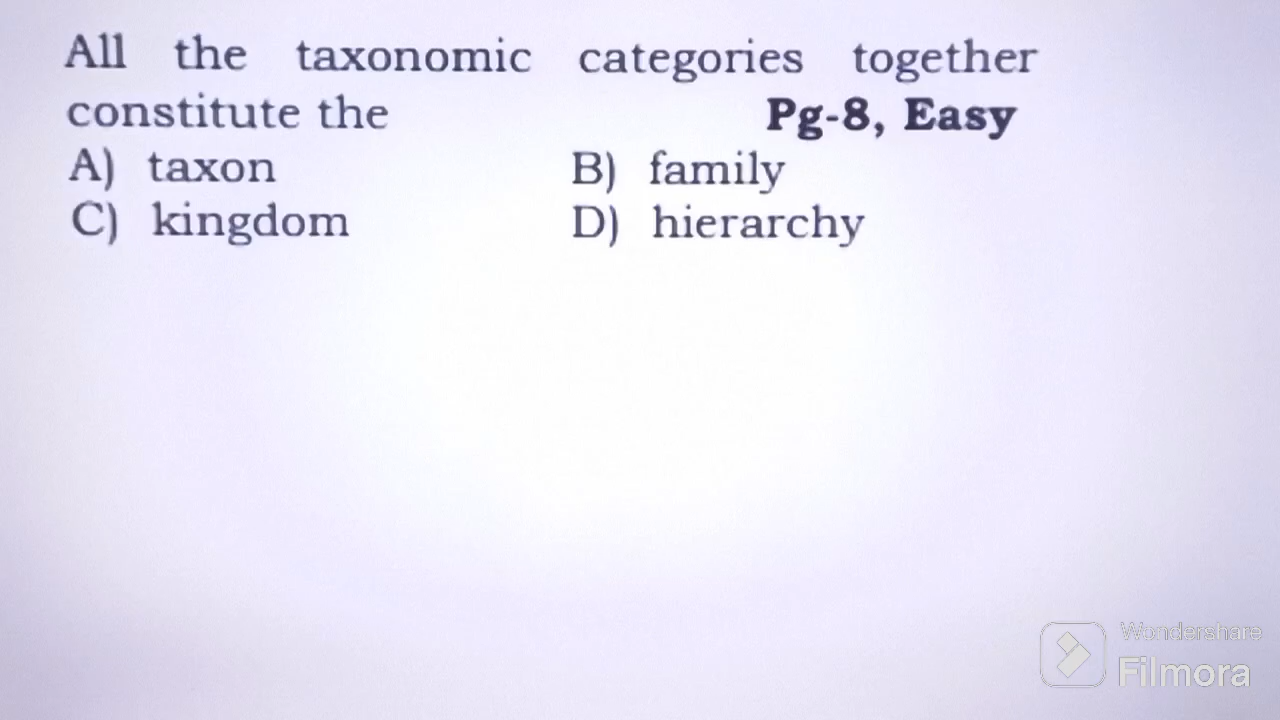 All the taxonomic categories together
constitute the Pg-8, Easy
A) taxon B) family
C) kingdom D) hierarchy
Wondershare
Filmora